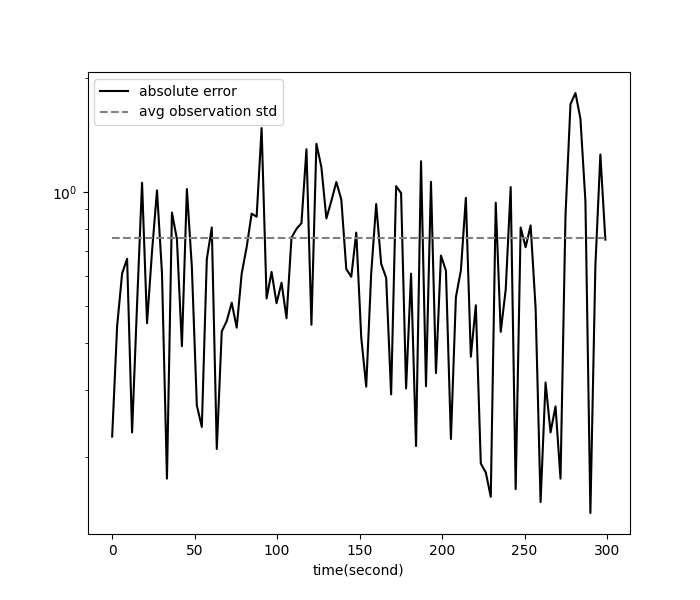 absolute error
avg observation std
10⁰
0 50 100 150 200 250 300
time(second)